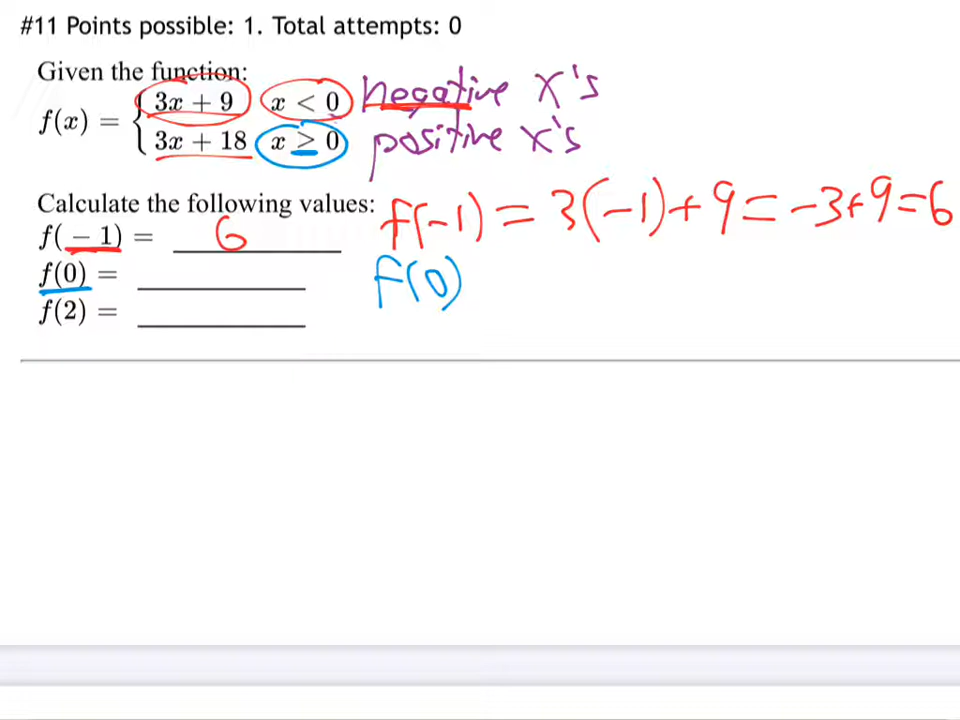 #11 Points possible: 1. Total attempts: 0
Given the function:
f(x) = { 3x + 9 x < 0 negative x's
3x + 18 x ≥ 0 positive x's
Calculate the following values:
f(-1) = 3(-1)+9 = -3+9=6
f( − 1) = 6
f(0) = f(0)
f(2) =